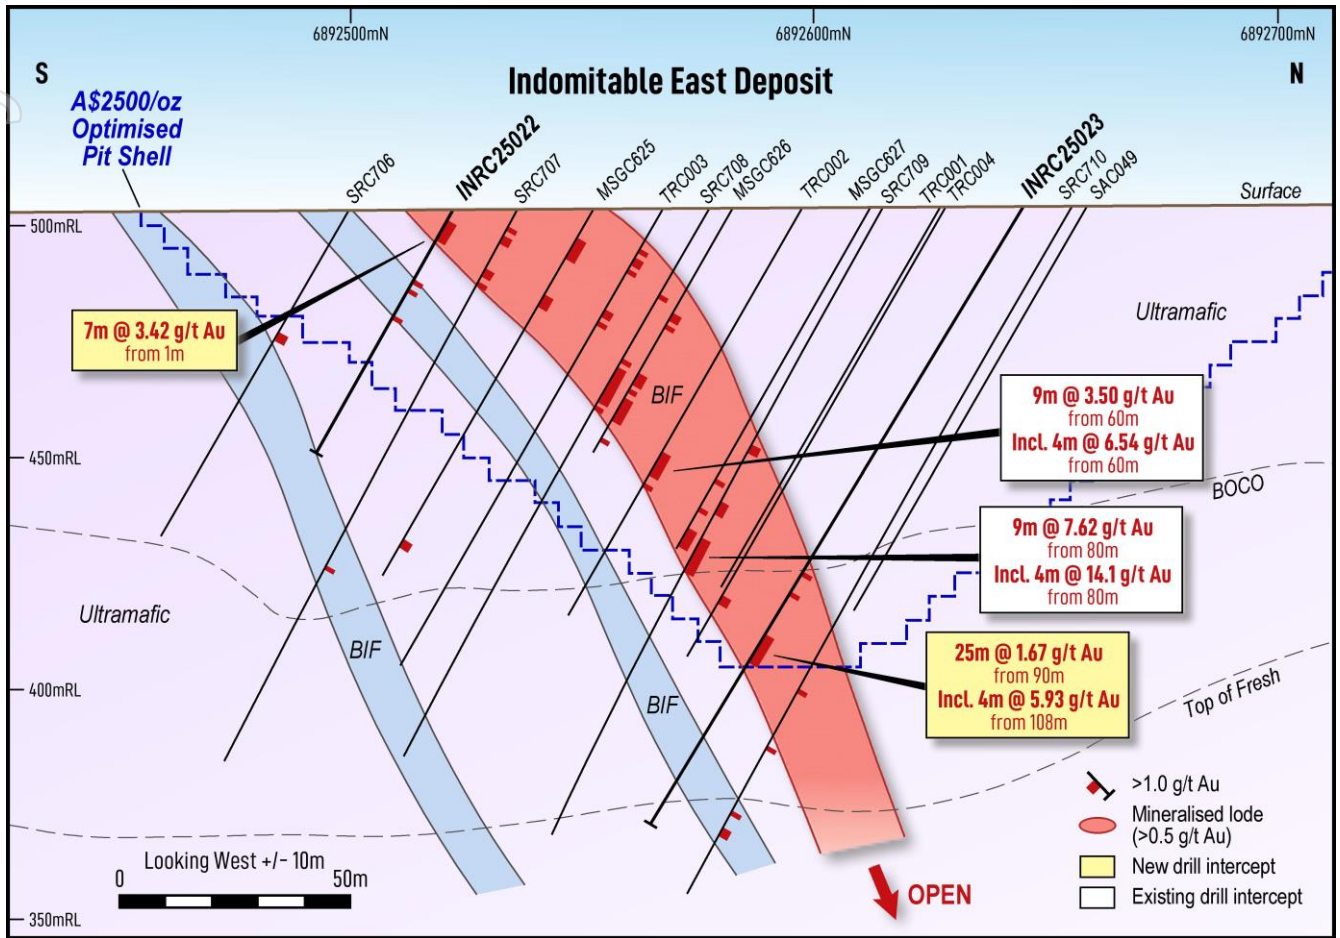 6892500mN
6892600mN
6892700mN
S
N
Indomitable East Deposit
A$2500/oz
Optimised
Pit Shell
SRC706
INRC25022
SRC707
MSGC625
TRC003
SRC708
MSGC626
TRC002
MSGC627
SRC709
TRC001
TRC004
INRC25023
SRC710
SAC049
Surface
500mRL
Ultramafic
7m @ 3.42 g/t Au
from 1m
BIF
9m @ 3.50 g/t Au
from 60m
Incl. 4m @ 6.54 g/t Au
from 60m
450mRL
BOCO
9m @ 7.62 g/t Au
from 80m
Incl. 4m @ 14.1 g/t Au
from 80m
Ultramafic
BIF
BIF
25m @ 1.67 g/t Au
from 90m
Incl. 4m @ 5.93 g/t Au
from 108m
400mRL
Top of Fresh
>1.0 g/t Au
Mineralised lode
(>0.5 g/t Au)
New drill intercept
Existing drill intercept
Looking West +/- 10m
0
50m
OPEN
350mRL